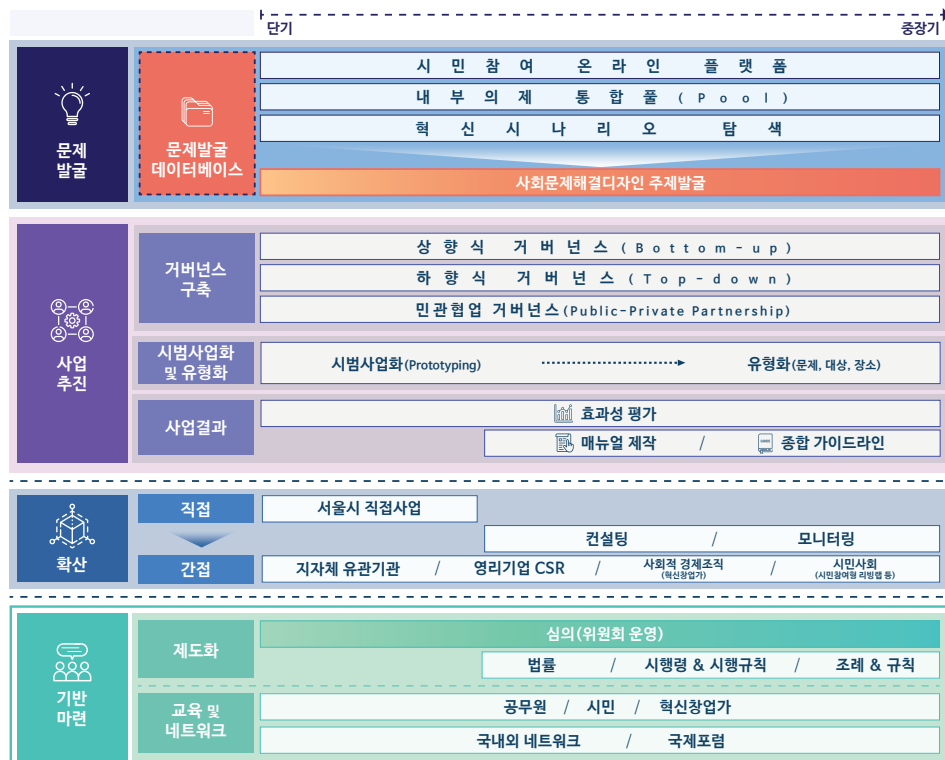 단기
중장기
문제
발굴
문제발굴
데이터베이스
시민참여 온라인 플랫폼
내부의제 통합풀(Pool)
혁신시나리오 탐색
사회문제해결디자인 주제발굴
사업
추진
거버넌스
구축
상향식 거버넌스(Bottom-up)
하향식 거버넌스(Top-down)
민관협업 거버넌스(Public-Private Partnership)
시범사업화
및 유형화
시범사업화(Prototyping)
유형화(문제, 대상, 장소)
사업결과
효과성 평가
매뉴얼 제작 / 종합 가이드라인
확산
직접
서울시 직접사업
컨설팅 / 모니터링
간접
지자체 유관기관 / 영리기업 CSR / 사회적 경제조직 / 시민사회
(혁신창업가)
(시민참여형 리빙랩 등)
기반
마련
제도화
심의(위원회 운영)
법률 / 시행령 & 시행규칙 / 조례 & 규칙
교육 및
네트워크
공무원 / 시민 / 혁신창업가
국내외 네트워크 / 국제포럼